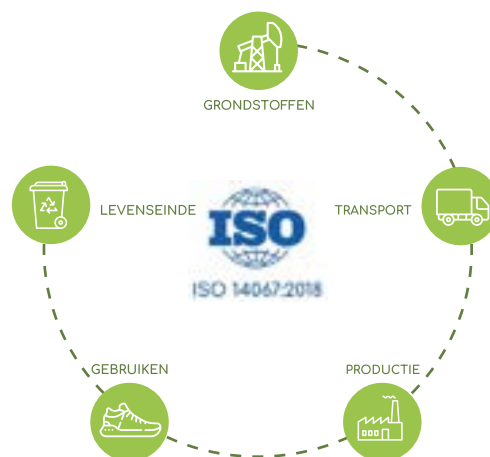 GRONDSTOFFEN
LEVENSEINDE
ISO
TRANSPORT
ISO 14067:2018
GEBRUIKEN
PRODUCTIE